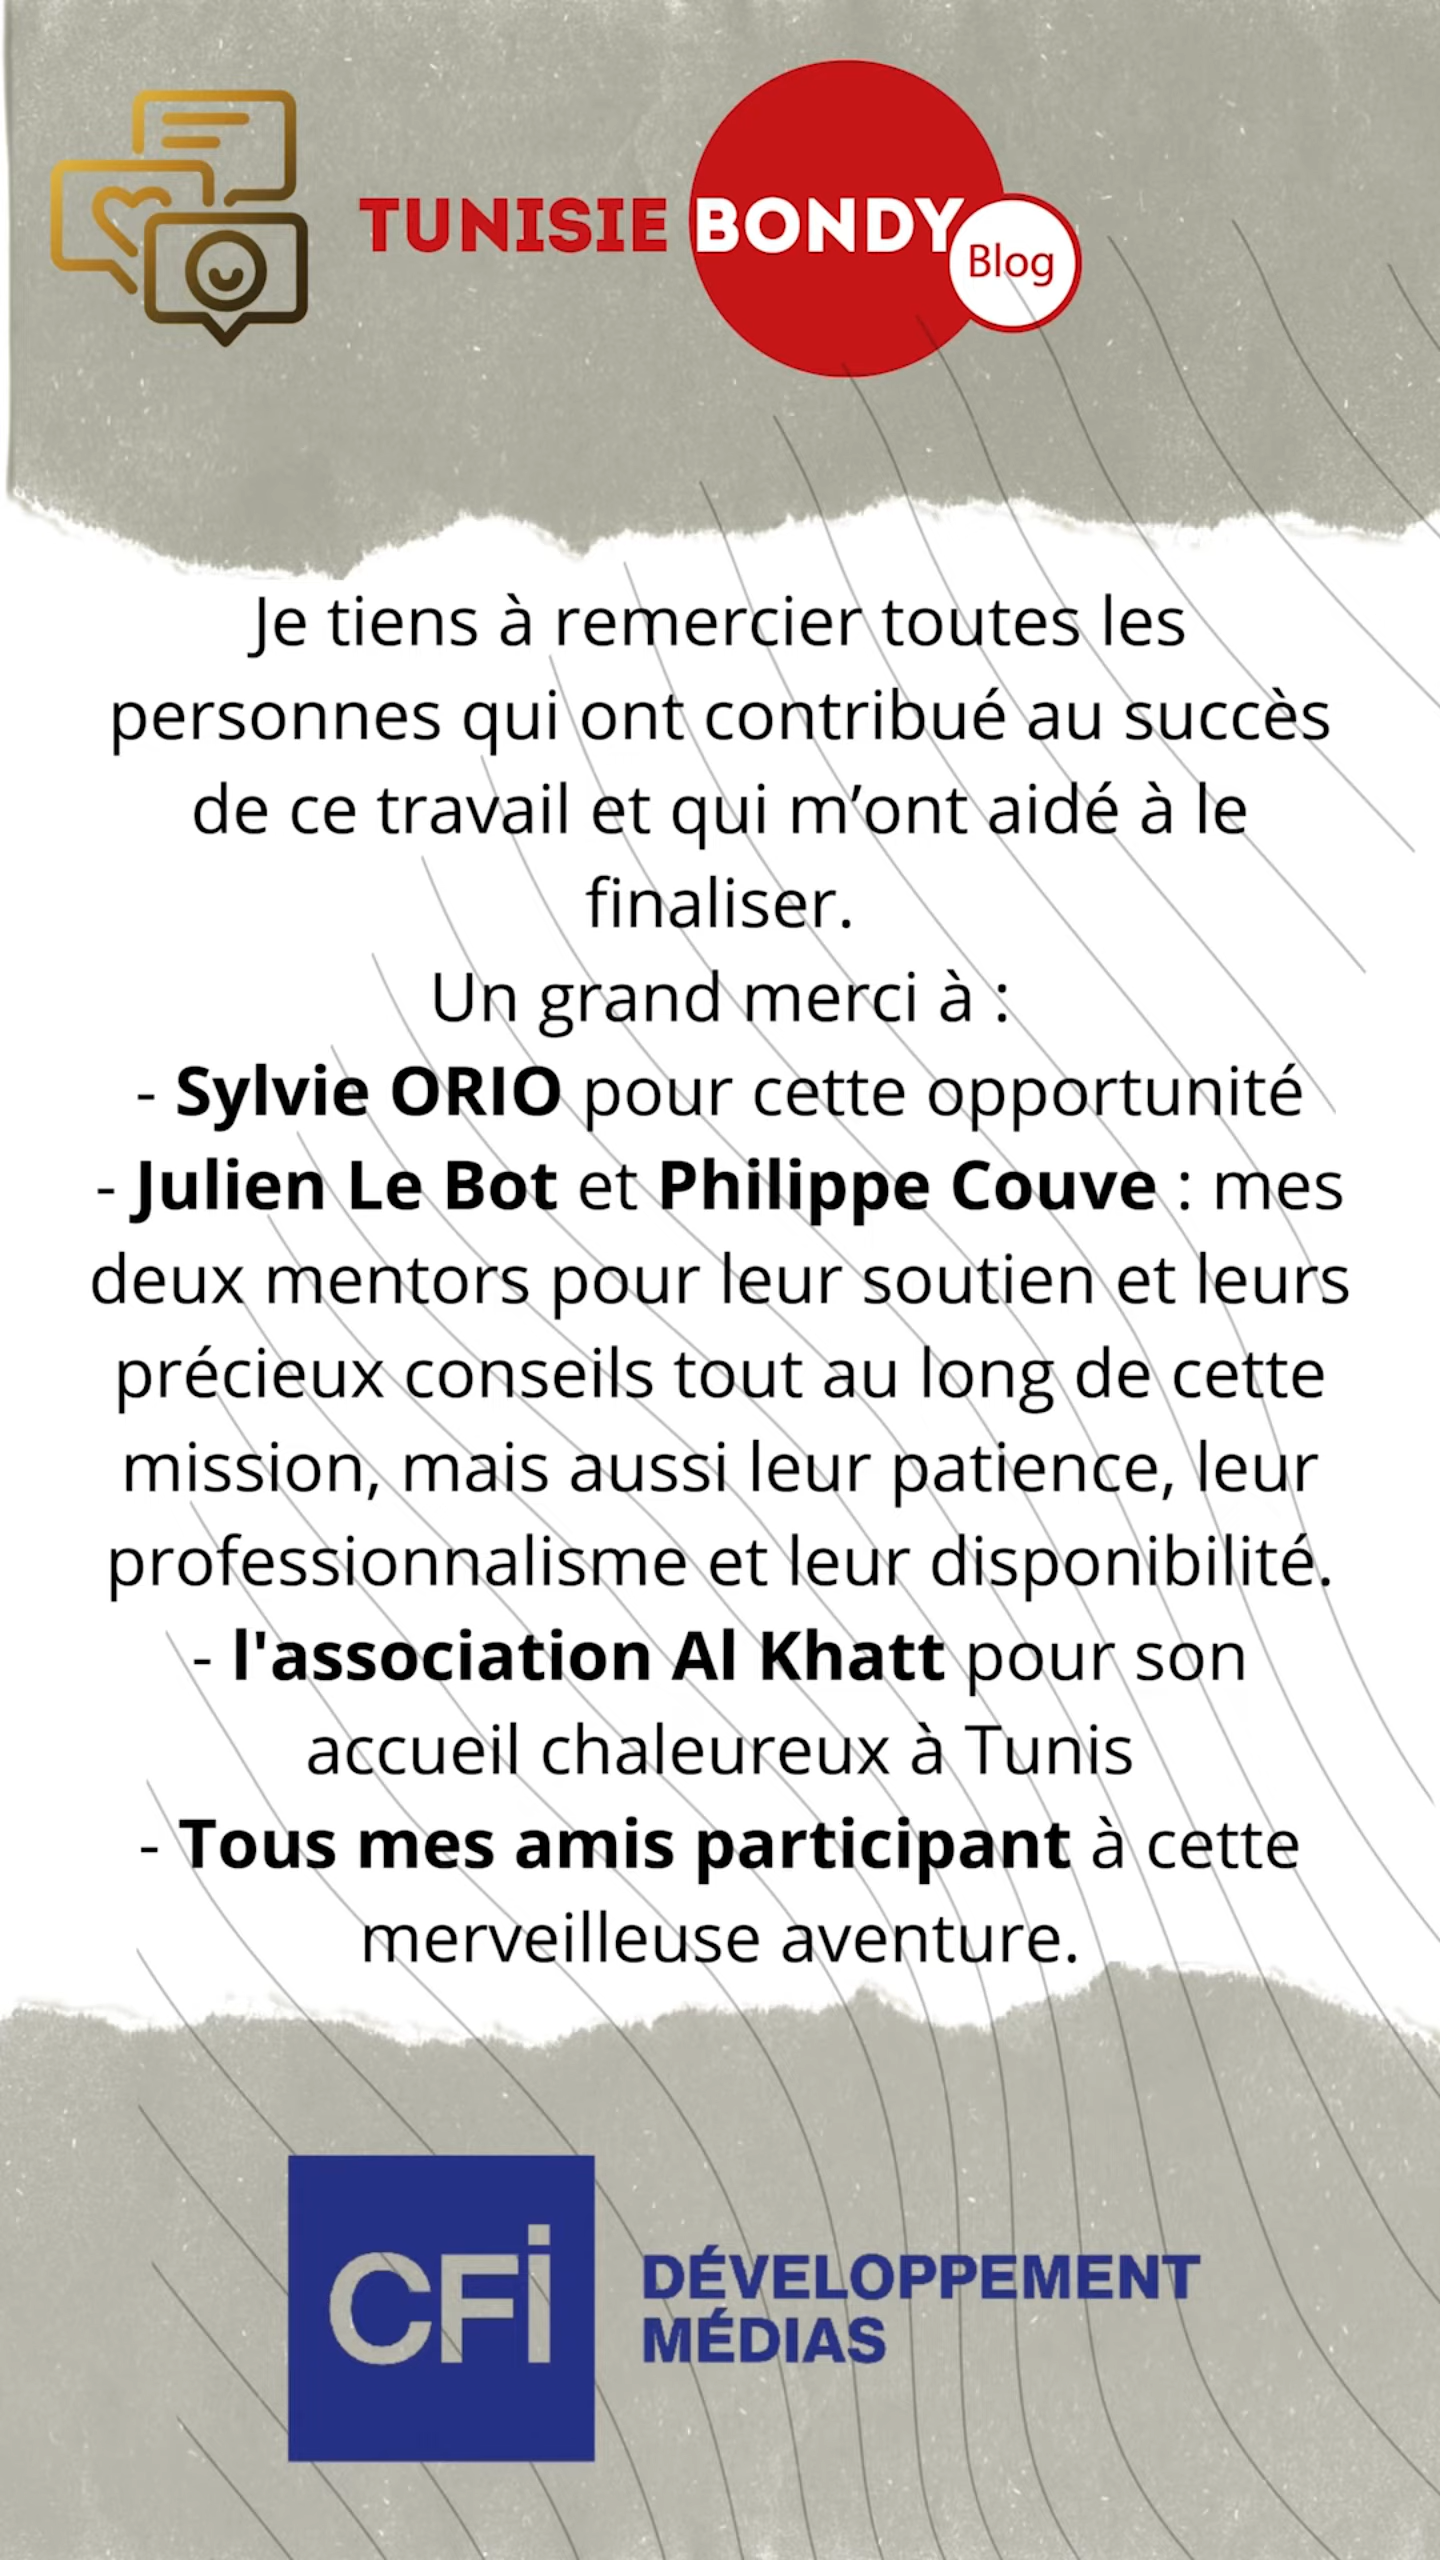 TUNISIE BONDY
Blog
Je tiens à remercier toutes les
personnes qui ont contribué au succès
de ce travail et qui m’ont aidé à le
finaliser.
Un grand merci à :
- Sylvie ORIO pour cette opportunité
- Julien Le Bot et Philippe Couve : mes
deux mentors pour leur soutien et leurs
précieux conseils tout au long de cette
mission, mais aussi leur patience, leur
professionnalisme et leur disponibilité.
- l'association Al Khatt pour son
accueil chaleureux à Tunis
- Tous mes amis participant à cette
merveilleuse aventure.
CFi
DÉVELOPPEMENT
MÉDIAS